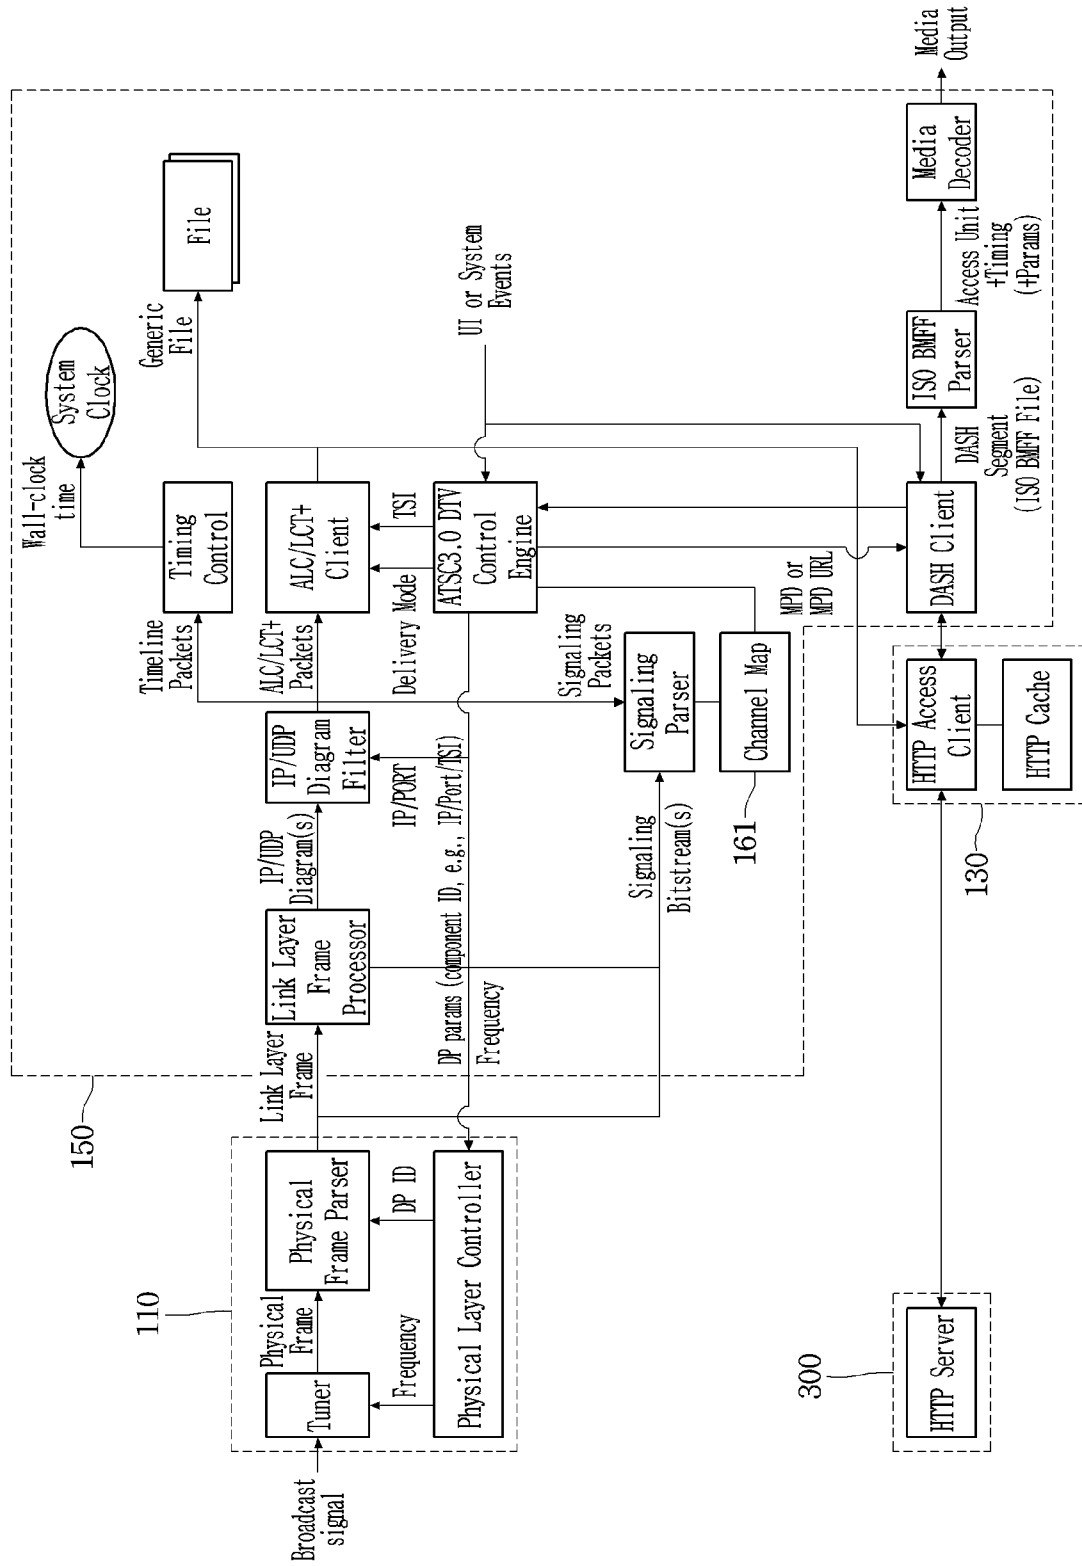 Broadcast
signal
110
Tuner
Physical
Frame
Physical
Frame Parser
Frequency
DP ID
Physical Layer Controller
150
Link Layer
Frame
Link Layer
Frame
Processor
IP/UDP
Diagram(s)
IP/UDP
Diagram
Filter
IP/PORT
DP params (component ID, e.g., IP/Port/TSI)
Frequency
Timeline
Packets
Timing
Control
Wall-clock
time
System
Clock
ALC/LCT+
Packets
ALC/LCT+
Client
Generic
File
File
Delivery Mode
TSI
ATSC3.0 DTV
Control
Engine
UI or System
Events
Signaling
Packets
Signaling
Bitstream(s)
Signaling
Parser
161
Channel Map
MPD or
MPD URL
300
HTTP Server
130
HTTP Access
Client
HTTP Cache
DASH Client
DASH
Segment
(ISO BMFF File)
ISO BMFF
Parser
Access Unit
+Timing
(+Params)
Media
Decoder
Media
Output